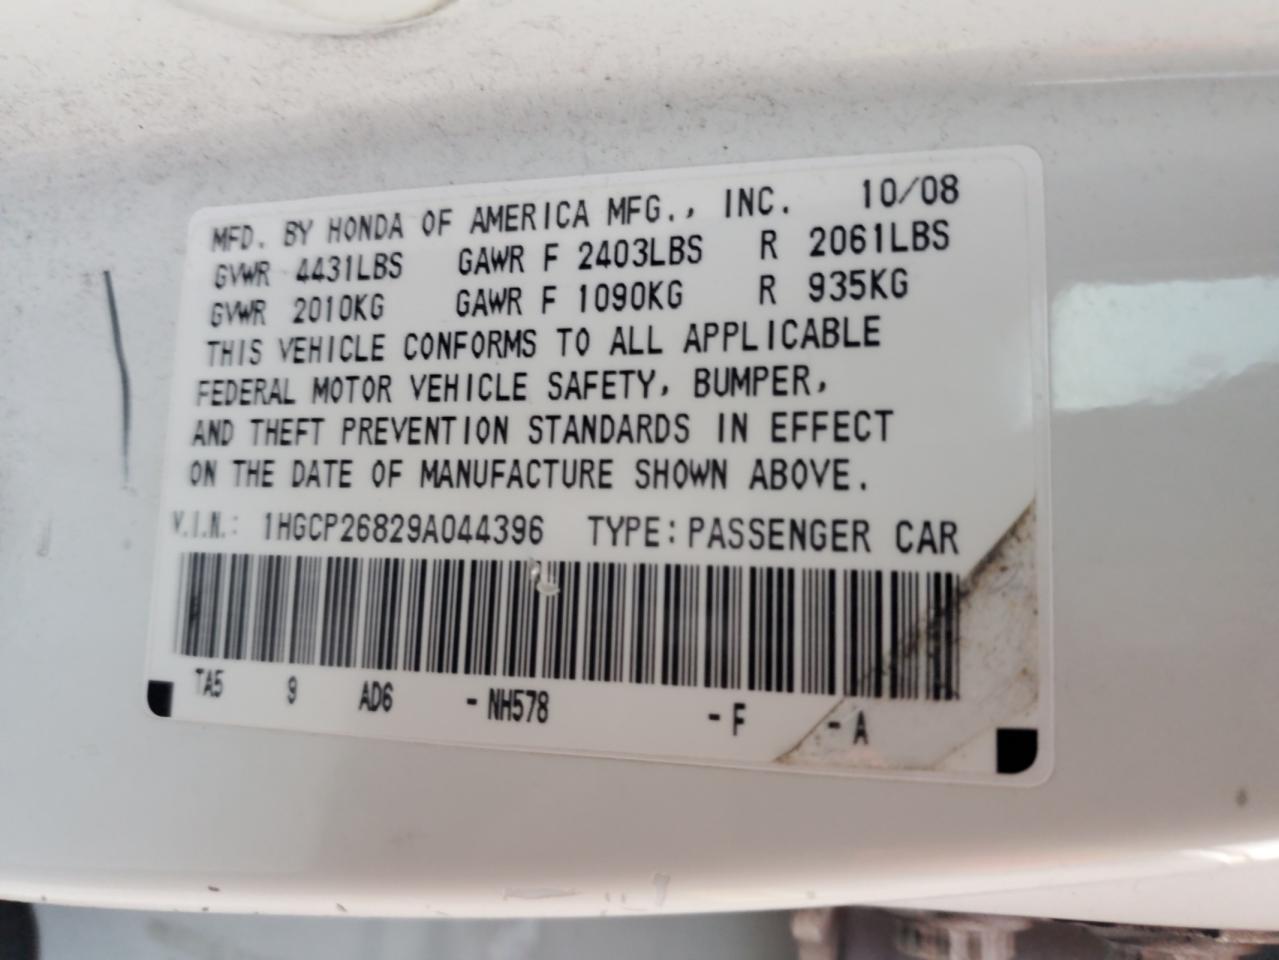 MFD. BY HONDA OF AMERICA MFG., INC. 10/08
GVWR 4431LBS GAWR F 2403LBS R 2061LBS
GVWR 2010KG GAWR F 1090KG R 935KG
THIS VEHICLE CONFORMS TO ALL APPLICABLE
FEDERAL MOTOR VEHICLE SAFETY, BUMPER,
AND THEFT PREVENTION STANDARDS IN EFFECT
ON THE DATE OF MANUFACTURE SHOWN ABOVE.
V.I.N.: 1HGCP26829A044396 TYPE: PASSENGER CAR
TA5 9 AD6 - NH578 - F - A